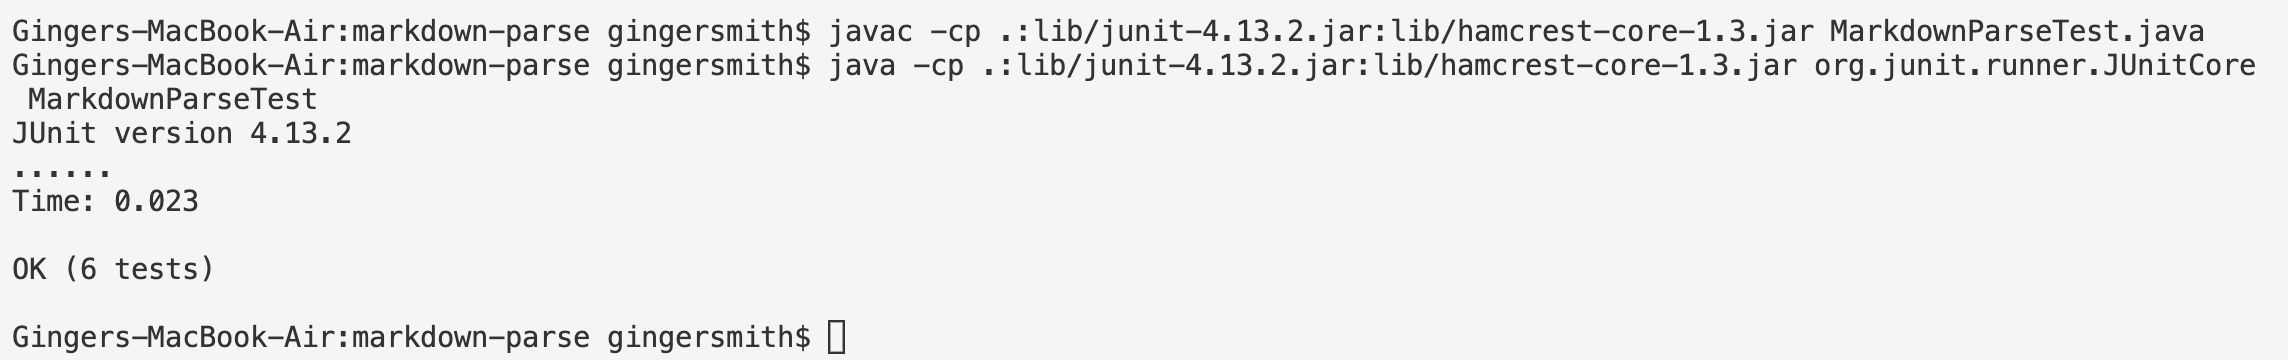 Gingers-MacBook-Air:markdown-parse gingersmith$ javac -cp .:lib/junit-4.13.2.jar:lib/hamcrest-core-1.3.jar MarkdownParseTest.java
Gingers-MacBook-Air:markdown-parse gingersmith$ java -cp .:lib/junit-4.13.2.jar:lib/hamcrest-core-1.3.jar org.junit.runner.JUnitCore
 MarkdownParseTest
JUnit version 4.13.2
......
Time: 0.023
OK (6 tests)
Gingers-MacBook-Air:markdown-parse gingersmith$